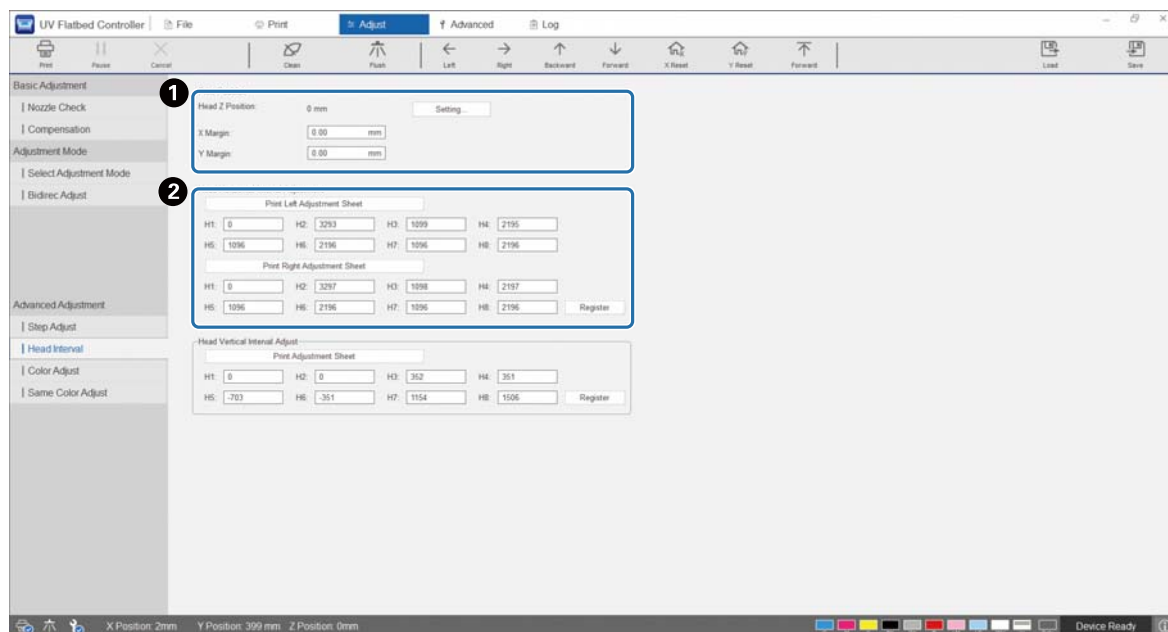 UV Flatbed Controller File Print Adjust Advanced Log
Print Pause Cancel Clean Flush Left Right Backward Forward X Reset Y Reset Forward Load Save
Basic Adjustment
Nozzle Check
Compensation
Adjustment Mode
Select Adjustment Mode
Bidirec Adjust
Advanced Adjustment
Step Adjust
Head Interval
Color Adjust
Same Color Adjust
1
Head Z Position: 0 mm Setting...
X Margin: 0.00 mm
Y Margin: 0.00 mm
2
Print Left Adjustment Sheet
H1: 0 H2: 3293 H3: 1099 H4: 2195
H5: 1096 H6: 2196 H7: 1096 H8: 2196
Print Right Adjustment Sheet
H1: 0 H2: 3297 H3: 1098 H4: 2197
H5: 1096 H6: 2196 H7: 1096 H8: 2196 Register
Head Vertical Interval Adjust
Print Adjustment Sheet
H1: 0 H2: 0 H3: 352 H4: 351
H5: -703 H6: -351 H7: 1154 H8: 1506 Register
X Position: 2mm Y Position: 399 mm Z Position: 0mm Device Ready